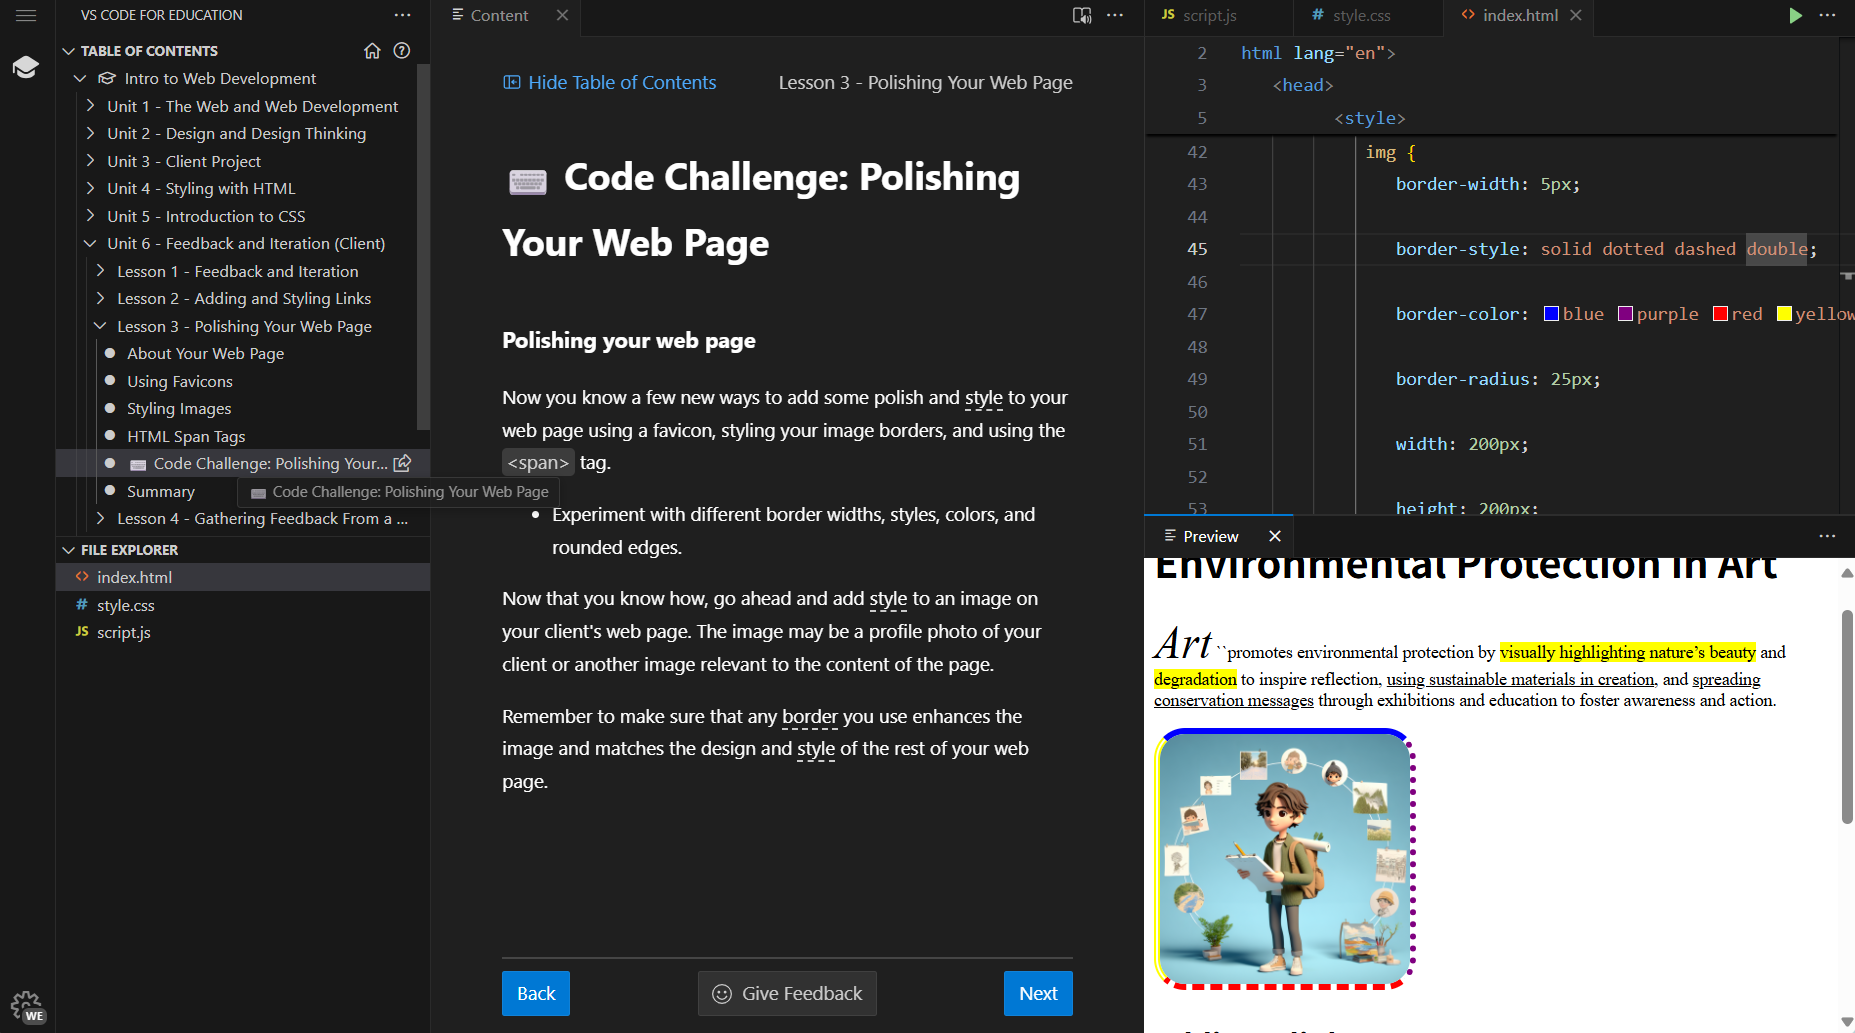 VS CODE FOR EDUCATION
TABLE OF CONTENTS
Intro to Web Development
Unit 1 - The Web and Web Development
Unit 2 - Design and Design Thinking
Unit 3 - Client Project
Unit 4 - Styling with HTML
Unit 5 - Introduction to CSS
Unit 6 - Feedback and Iteration (Client)
Lesson 1 - Feedback and Iteration
Lesson 2 - Adding and Styling Links
Lesson 3 - Polishing Your Web Page
About Your Web Page
Using Favicons
Styling Images
HTML Span Tags
Code Challenge: Polishing Your...
Summary
Code Challenge: Polishing Your Web Page
Lesson 4 - Gathering Feedback From a ...
FILE EXPLORER
index.html
style.css
script.js
WE
Content
Hide Table of Contents
Lesson 3 - Polishing Your Web Page
Code Challenge: Polishing
Your Web Page
Polishing your web page
Now you know a few new ways to add some polish and style to your
web page using a favicon, styling your image borders, and using the
<span> tag.
Experiment with different border widths, styles, colors, and
rounded edges.
Now that you know how, go ahead and add style to an image on
your client's web page. The image may be a profile photo of your
client or another image relevant to the content of the page.
Remember to make sure that any border you use enhances the
image and matches the design and style of the rest of your web
page.
Back
Give Feedback
Next
JS script.js
# style.css
<> index.html
2 html lang="en">
3 <head>
5 <style>
42 img {
43 border-width: 5px;
44
45 border-style: solid dotted dashed double;
46
47 border-color: blue purple red yellow
48
49 border-radius: 25px;
50
51 width: 200px;
52
53 height: 200px;
Preview
Environmental Protection in Art
Art ``promotes environmental protection by visually highlighting nature’s beauty and
degradation to inspire reflection, using sustainable materials in creation, and spreading
conservation messages through exhibitions and education to foster awareness and action.